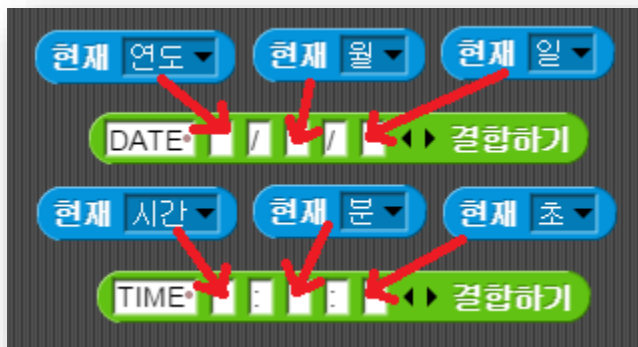 현재 연도 현재 월 현재 일
DATE / / 결합하기
현재 시간 현재 분 현재 초
TIME : : 결합하기